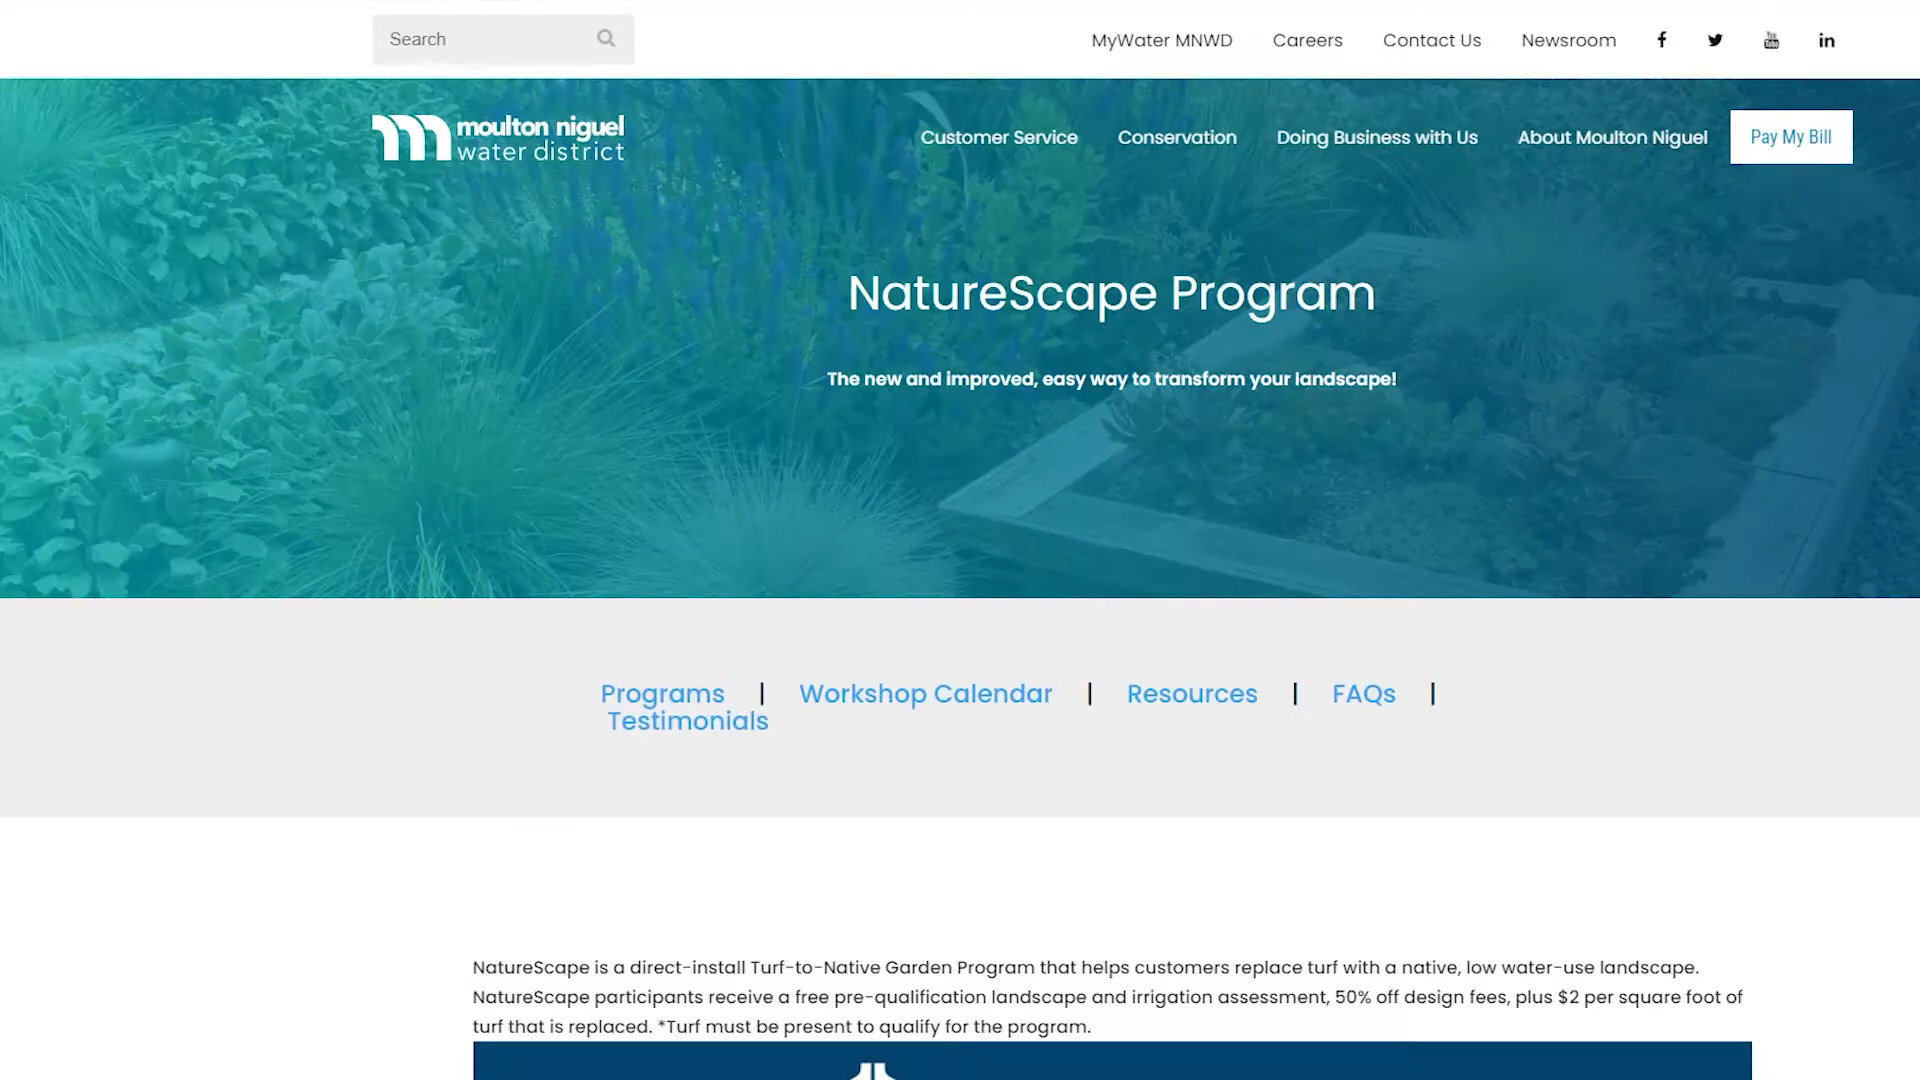 Search
MyWater MNWD
Careers
Contact Us
Newsroom
moulton niguel
water district
Customer Service
Conservation
Doing Business with Us
About Moulton Niguel
Pay My Bill
NatureScape Program
The new and improved, easy way to transform your landscape!
Programs | Workshop Calendar | Resources | FAQs |
Testimonials
NatureScape is a direct-install Turf-to-Native Garden Program that helps customers replace turf with a native, low water-use landscape.
NatureScape participants receive a free pre-qualification landscape and irrigation assessment, 50% off design fees, plus $2 per square foot of
turf that is replaced. *Turf must be present to qualify for the program.